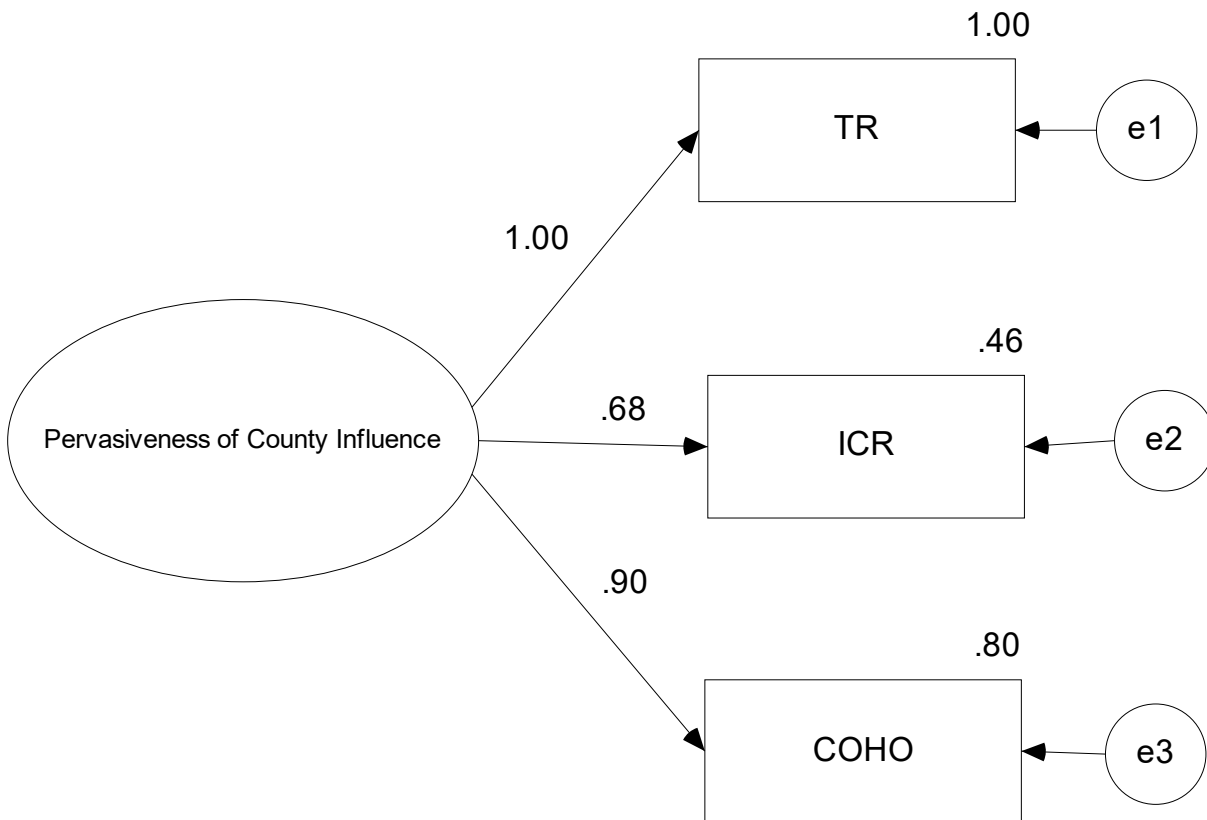 1.00
TR
e1
1.00
.46
.68
ICR
e2
Pervasiveness of County Influence
.90
.80
COHO
e3